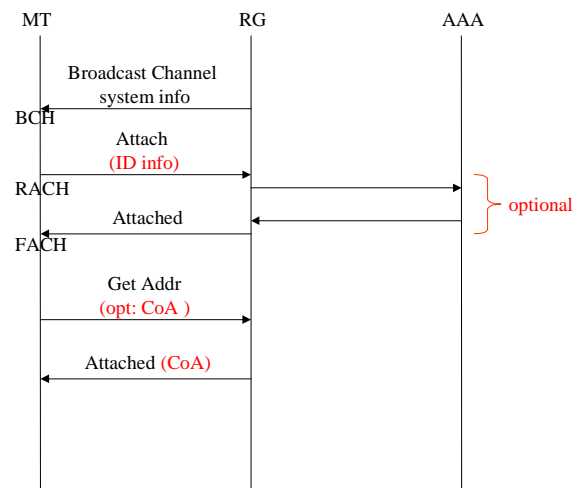 MT RG AAA
Broadcast Channel
system info
BCH
Attach
(ID info)
RACH
optional
Attached
FACH
Get Addr
(opt: CoA )
Attached (CoA)